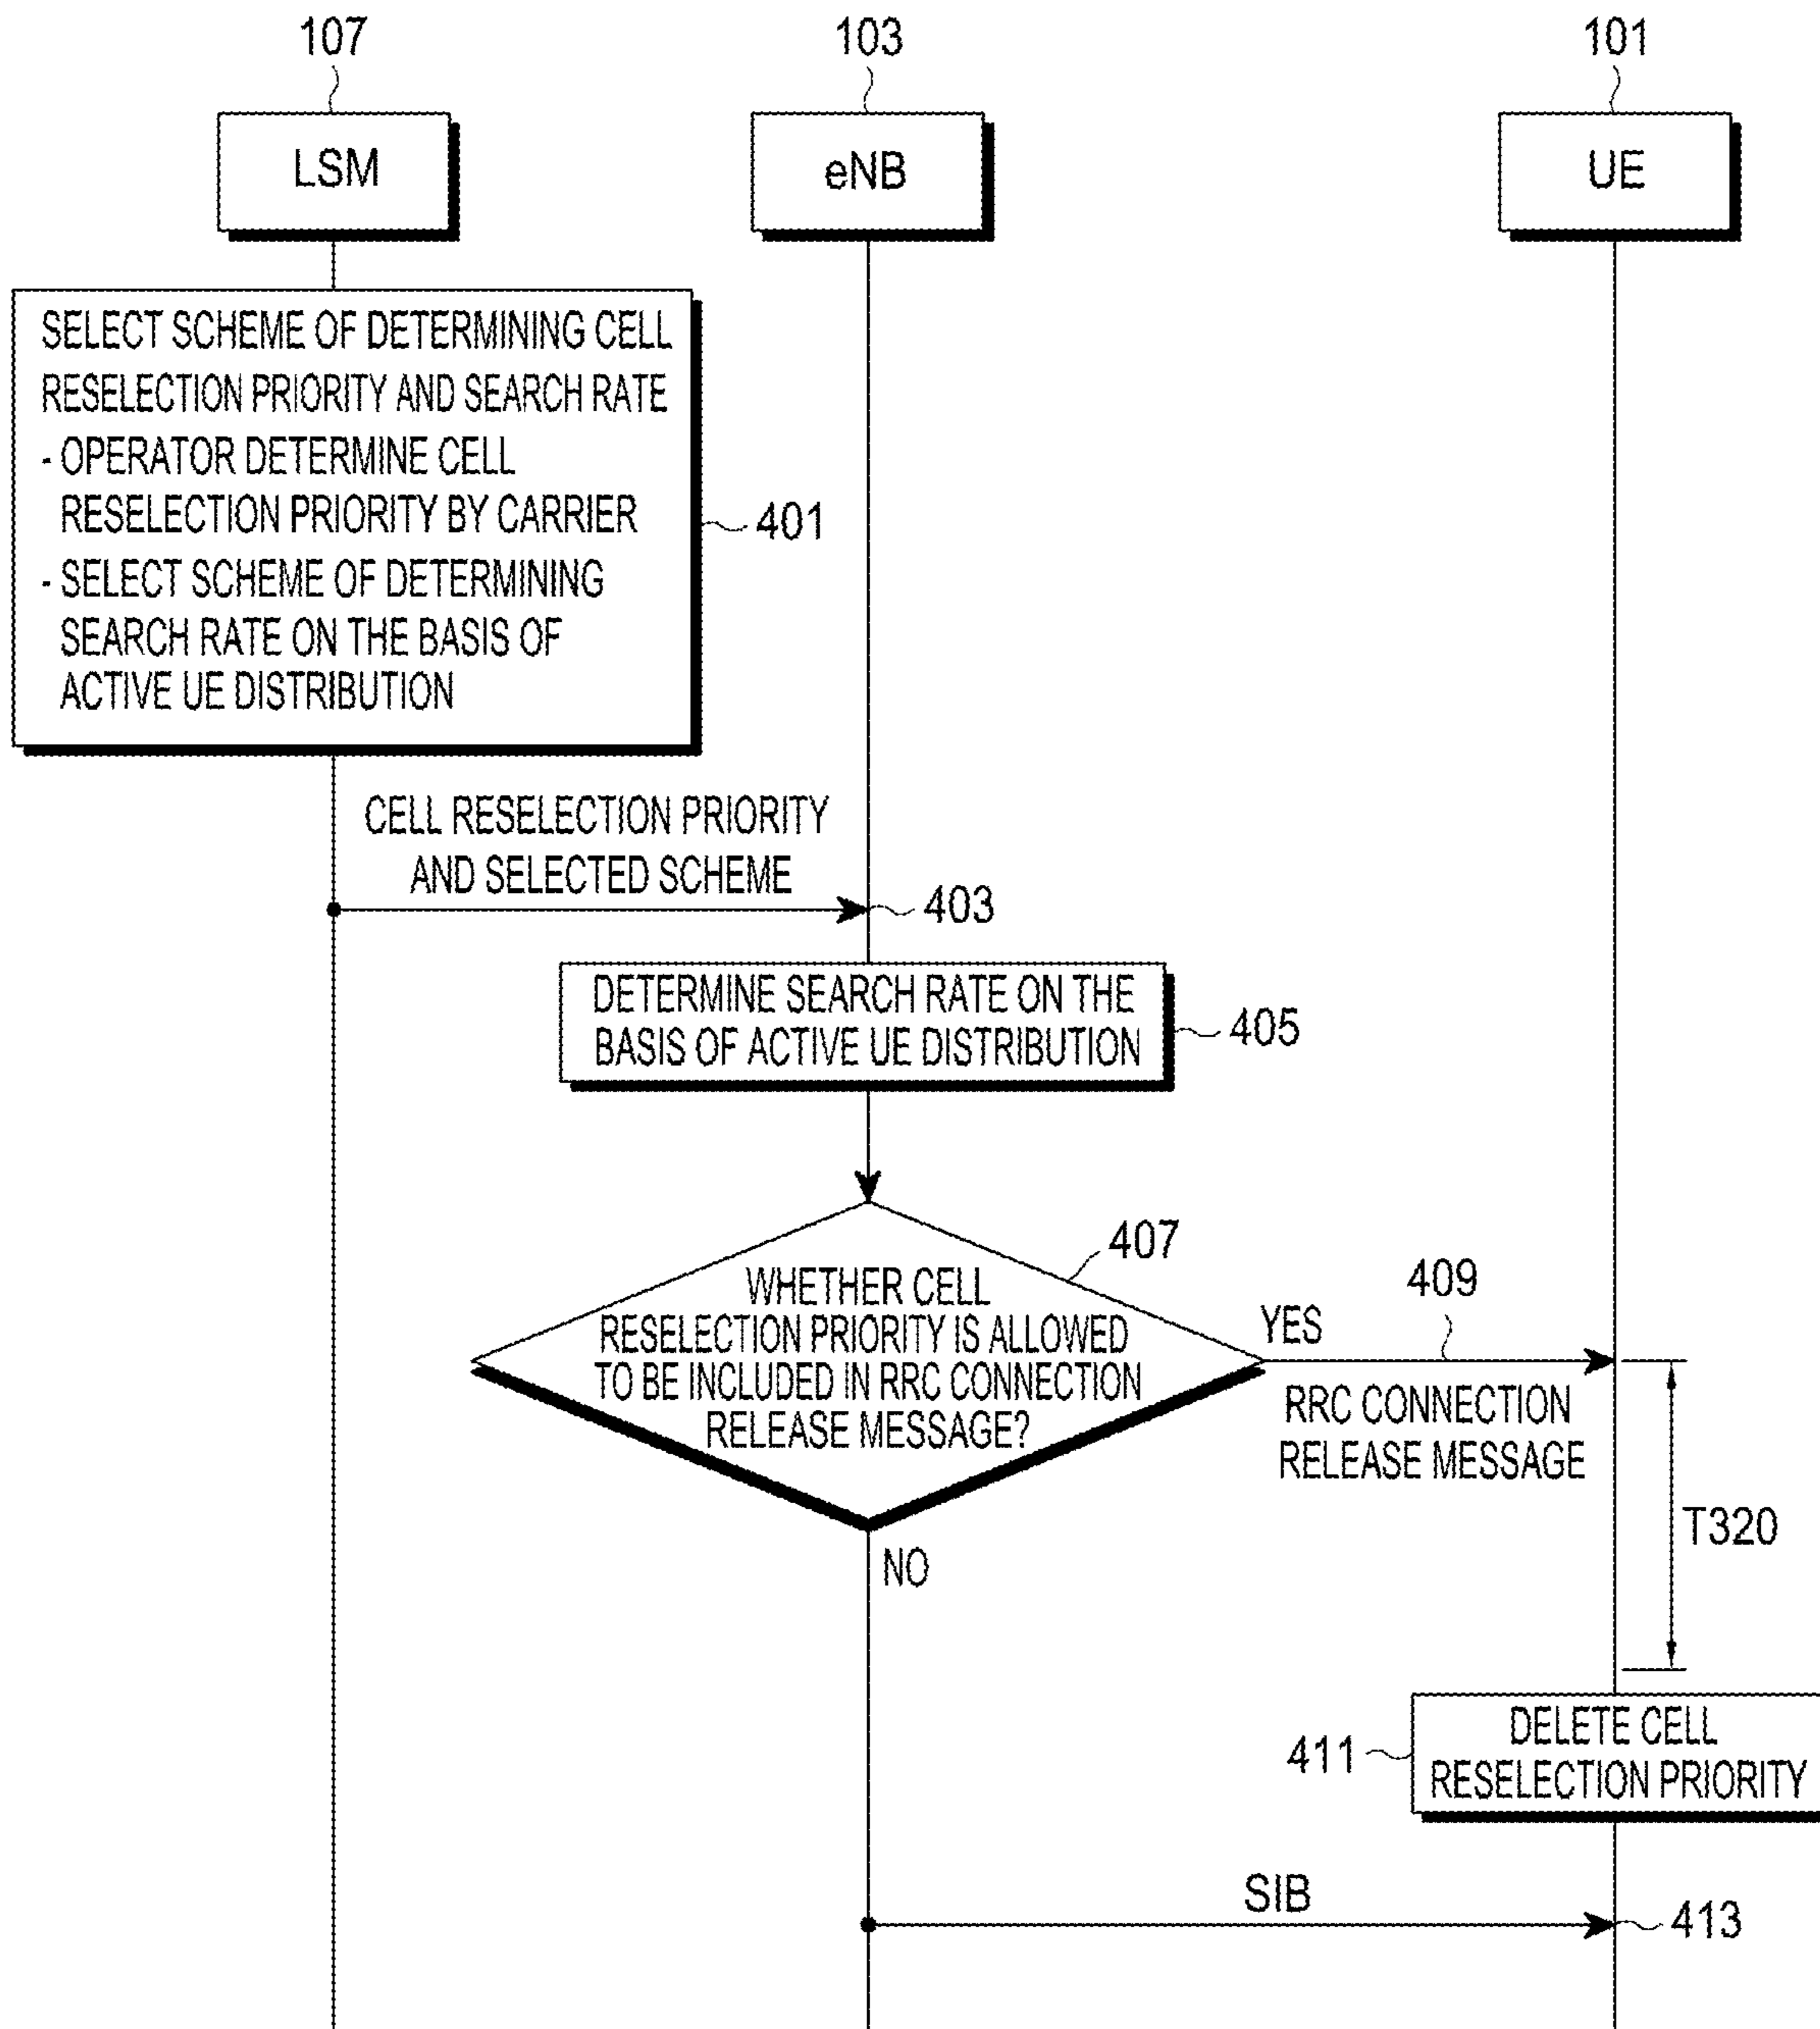 107
103
101
LSM
eNB
UE
SELECT SCHEME OF DETERMINING CELL
RESELECTION PRIORITY AND SEARCH RATE
- OPERATOR DETERMINE CELL
RESELECTION PRIORITY BY CARRIER
- SELECT SCHEME OF DETERMINING
SEARCH RATE ON THE BASIS OF
ACTIVE UE DISTRIBUTION
401
CELL RESELECTION PRIORITY
AND SELECTED SCHEME
403
DETERMINE SEARCH RATE ON THE
BASIS OF ACTIVE UE DISTRIBUTION
405
407
WHETHER CELL
RESELECTION PRIORITY IS ALLOWED
TO BE INCLUDED IN RRC CONNECTION
RELEASE MESSAGE?
YES
409
RRC CONNECTION
RELEASE MESSAGE
T320
NO
DELETE CELL
RESELECTION PRIORITY
411
SIB
413